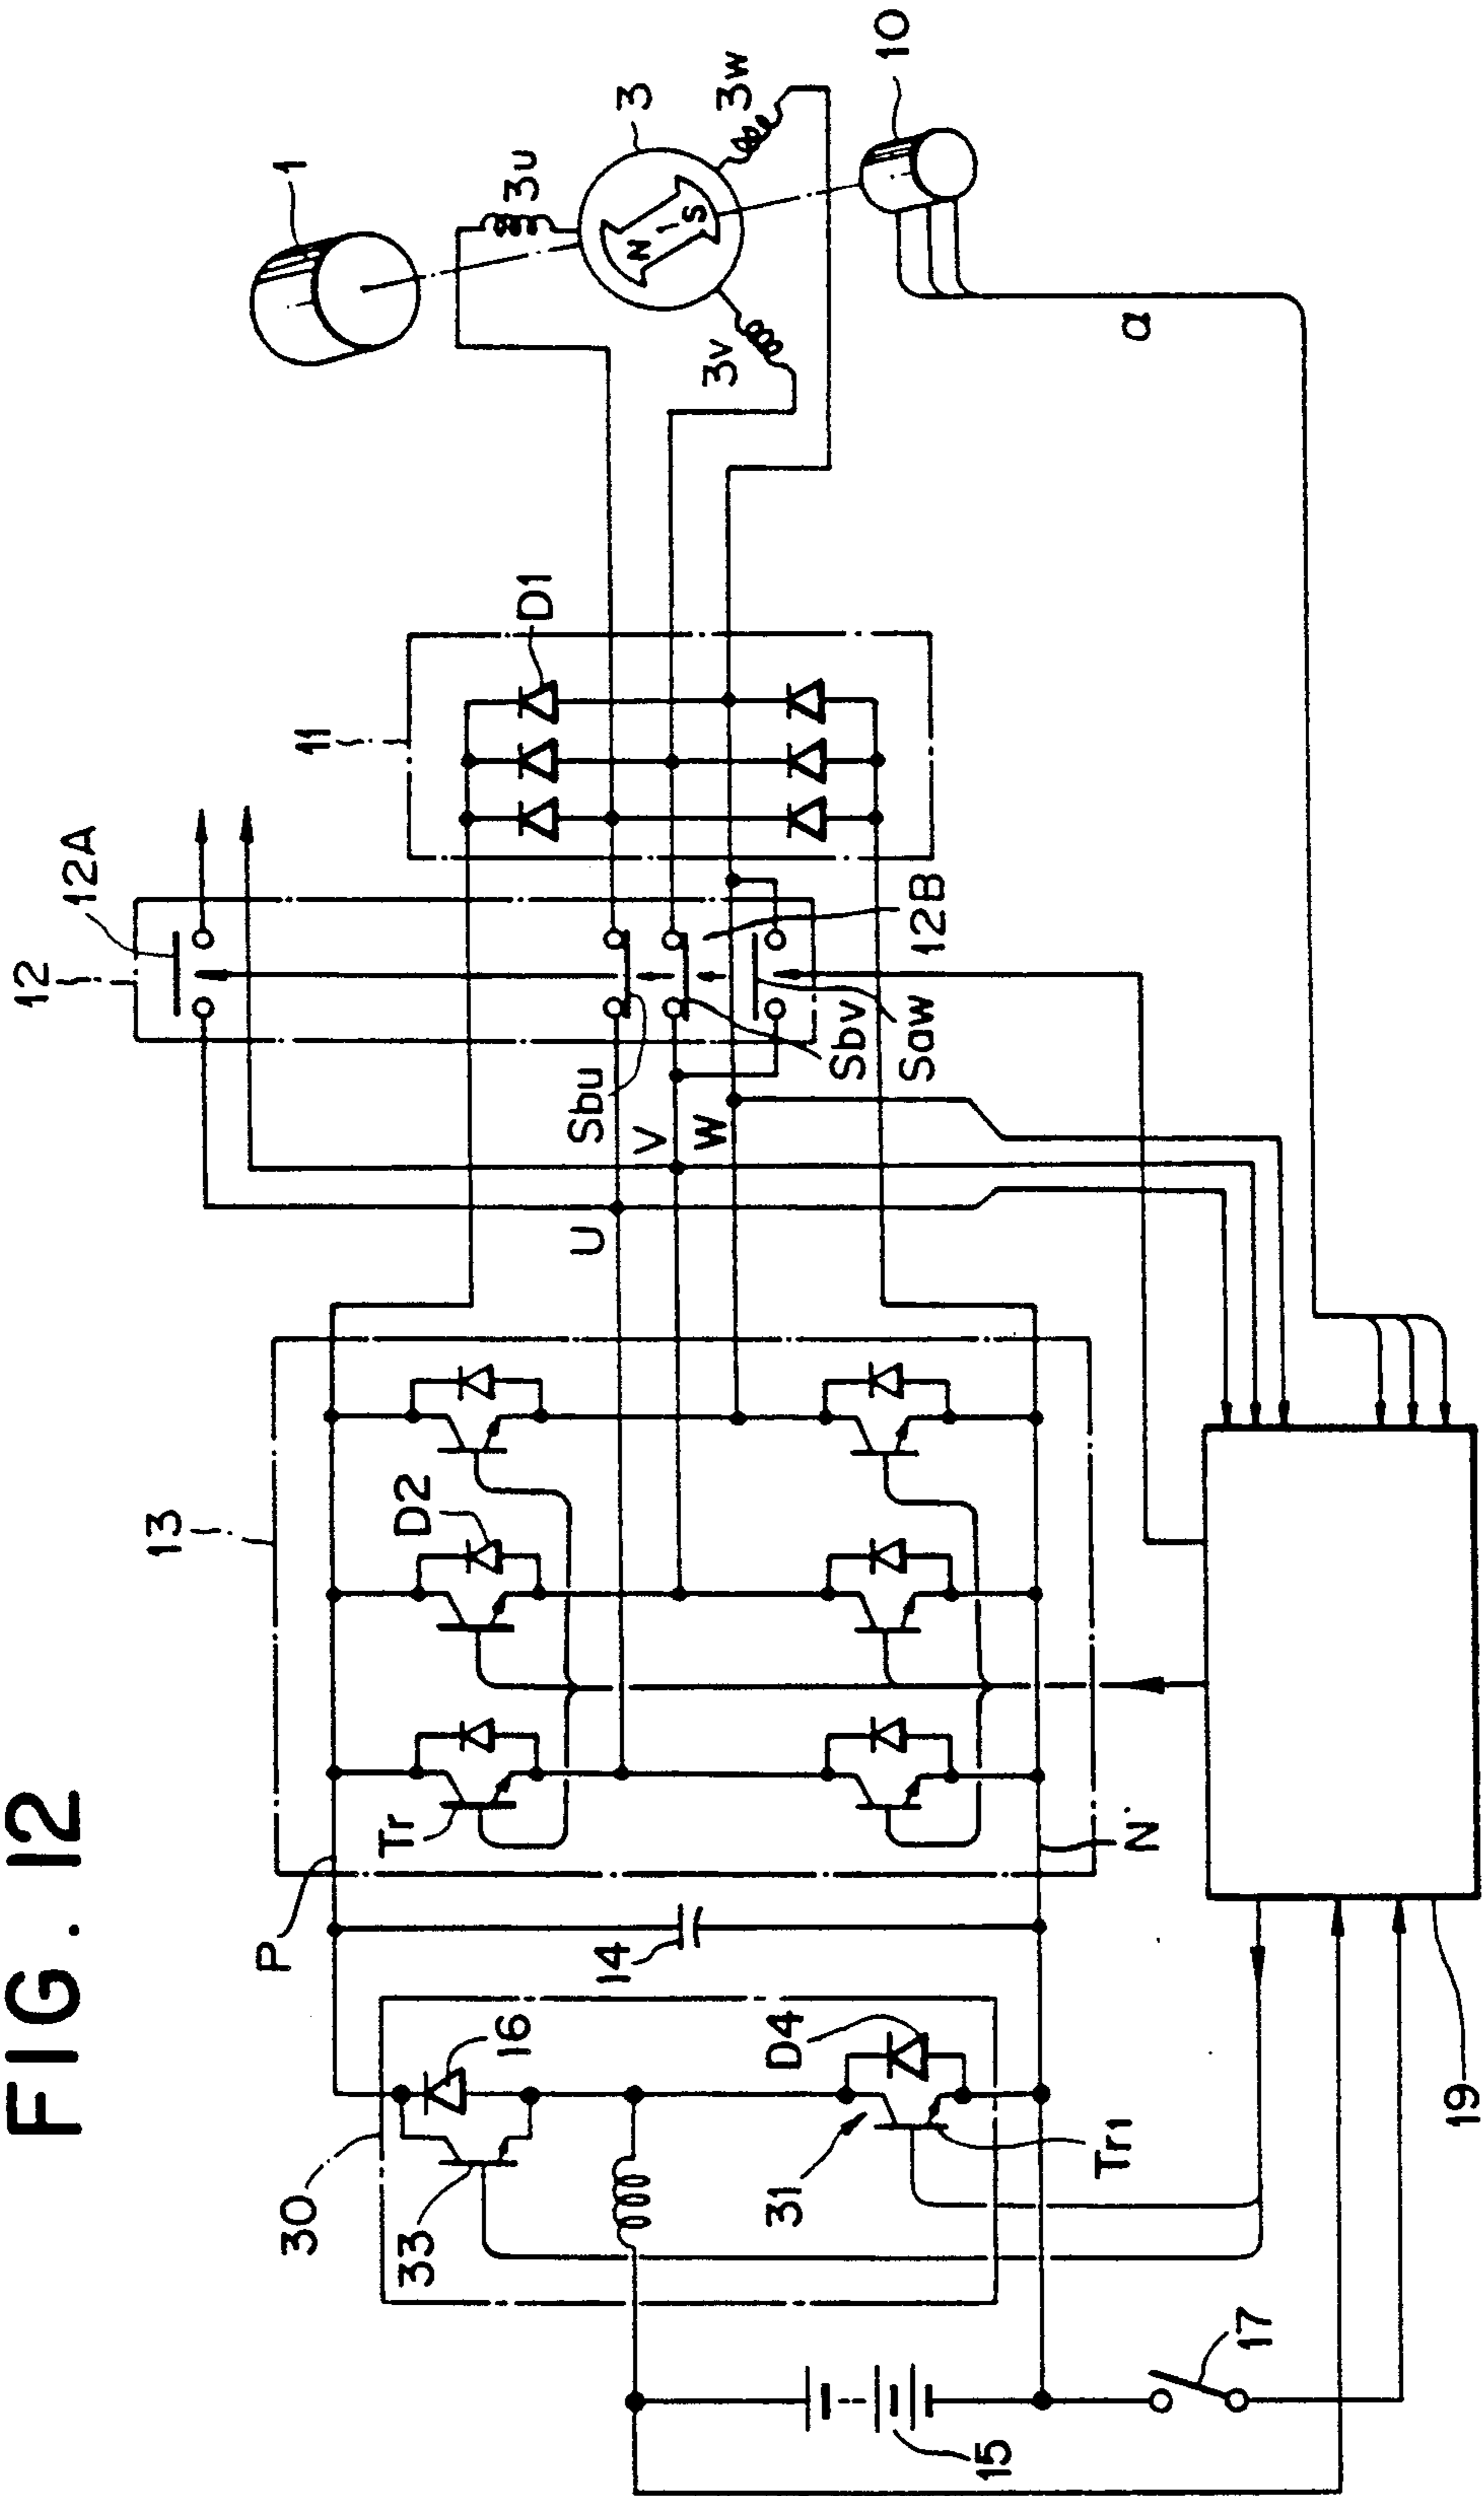 FIG. 12
1
3
3u
3w
3v
10
a
D1
11
12A
12
12B
Sbu
Sbv
Saw
U
V
W
N
S
13
D2
Tr
P
N
14
16
30
33
D4
31
Tr1
15
17
19